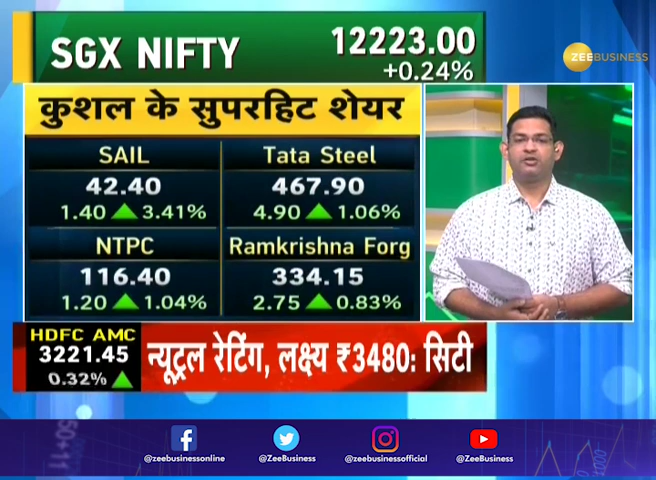 SGX NIFTY
12223.00
+0.24%
ZEEBUSINESS
कुशल के सुपरहिट शेयर
SAIL
42.40
1.40 ▲ 3.41%
Tata Steel
467.90
4.90 ▲ 1.06%
NTPC
116.40
1.20 ▲ 1.04%
Ramkrishna Forg
334.15
2.75 ▲ 0.83%
HDFC AMC
3221.45
0.32% ▲
न्यूट्रल रेटिंग, लक्ष्य ₹3480: सिटी
@zeebusinessonline
@ZeeBusiness
@zeebusinessofficial
@ZeeBusiness
50+11